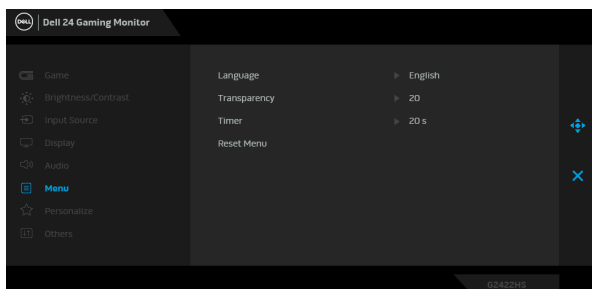 DELL Dell 24 Gaming Monitor
Game
Brightness/Contrast
Input Source
Display
Audio
Menu
Personalize
Others
Language English
Transparency 20
Timer 20 s
Reset Menu
G2422HS